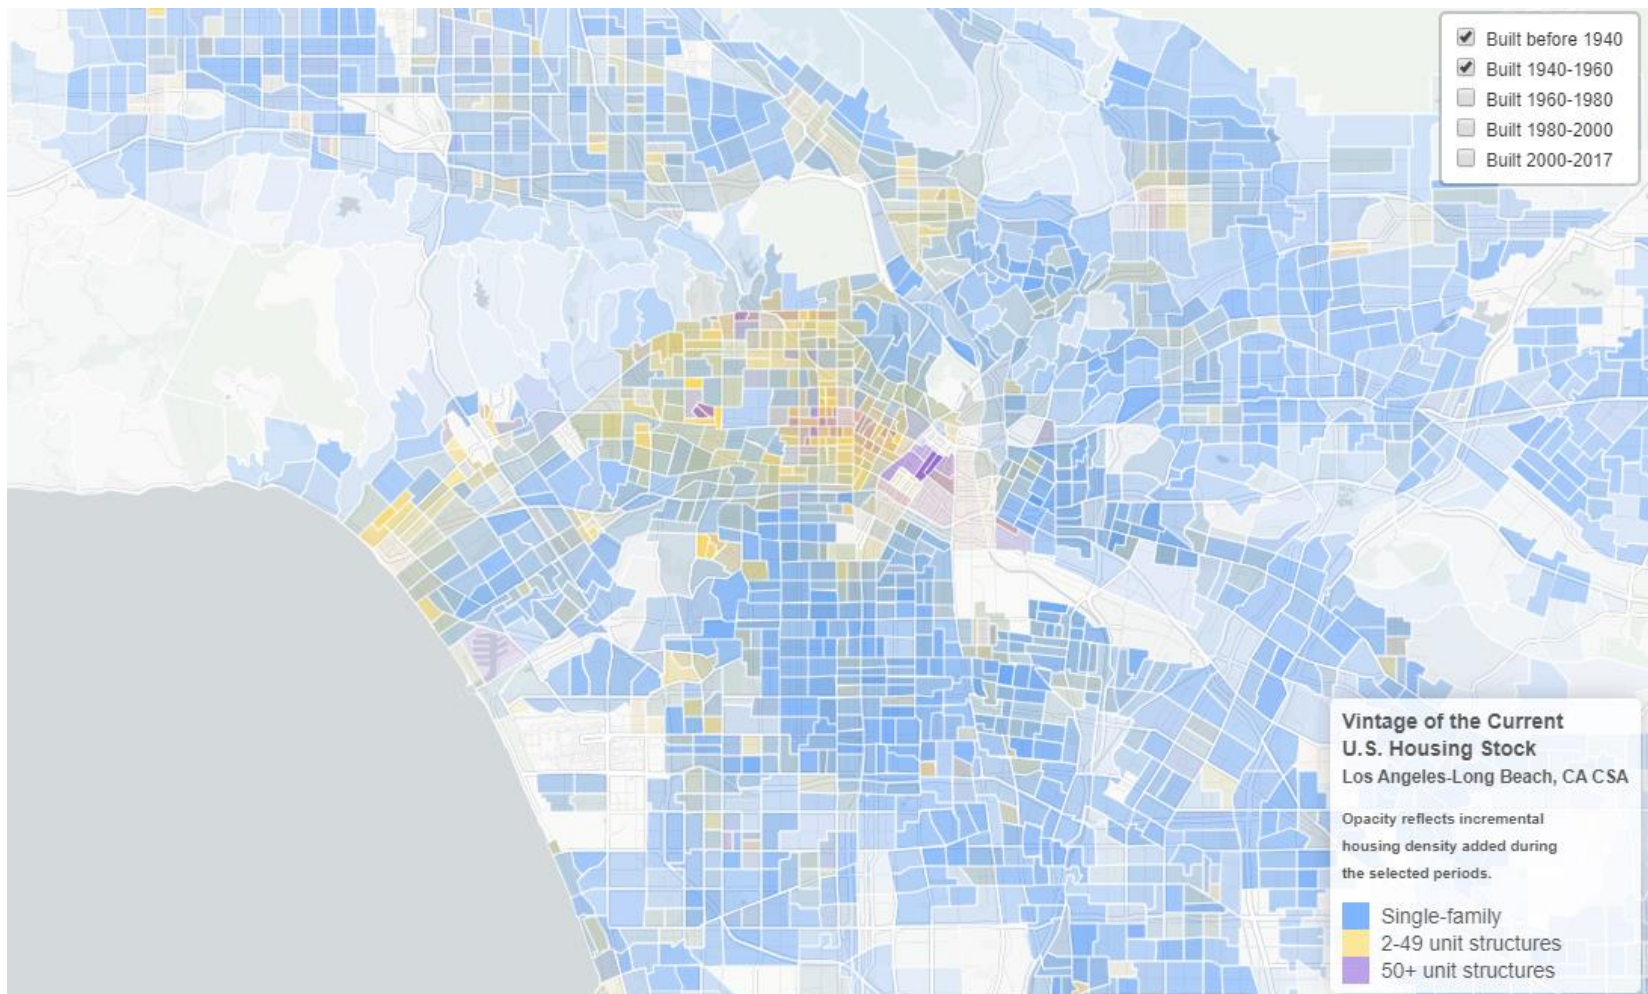 Built before 1940
Built 1940-1960
Built 1960-1980
Built 1980-2000
Built 2000-2017
Vintage of the Current
U.S. Housing Stock
Los Angeles-Long Beach, CA CSA
Opacity reflects incremental
housing density added during
the selected periods.
Single-family
2-49 unit structures
50+ unit structures